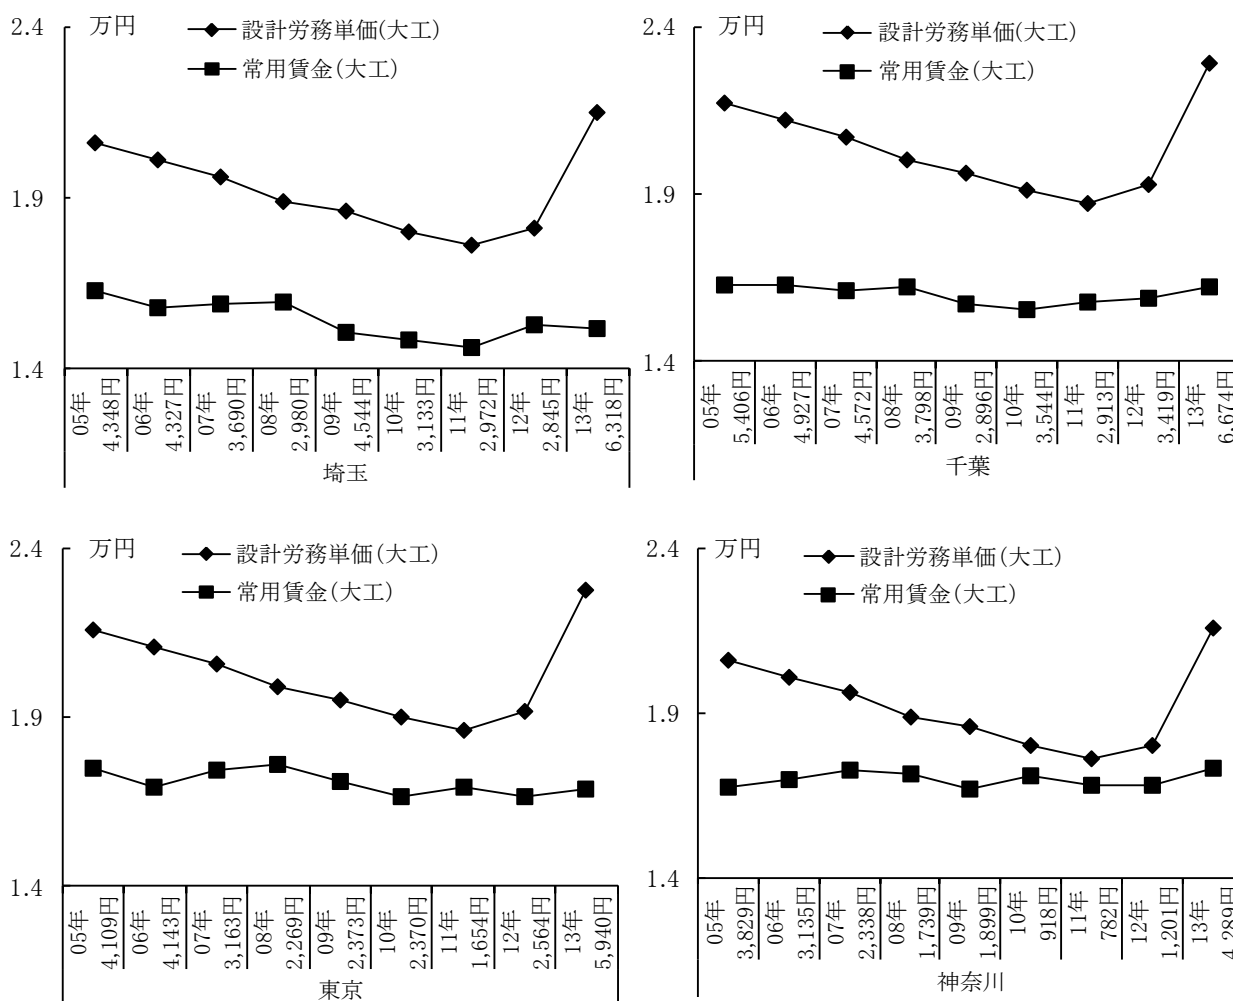 2.4 万円
設計労務単価(大工)
常用賃金(大工)
1.9
1.4
05年 4,348円
06年 4,327円
07年 3,690円
08年 2,980円
09年 4,544円
10年 3,133円
11年 2,972円
12年 2,845円
13年 6,318円
埼玉
2.4 万円
設計労務単価(大工)
常用賃金(大工)
1.9
1.4
05年 5,406円
06年 4,927円
07年 4,572円
08年 3,798円
09年 2,896円
10年 3,544円
11年 2,913円
12年 3,419円
13年 6,674円
千葉
2.4 万円
設計労務単価(大工)
常用賃金(大工)
1.9
1.4
05年 4,109円
06年 4,143円
07年 3,163円
08年 2,269円
09年 2,373円
10年 2,370円
11年 1,654円
12年 2,564円
13年 5,940円
東京
2.4 万円
設計労務単価(大工)
常用賃金(大工)
1.9
1.4
05年 3,829円
06年 3,135円
07年 2,338円
08年 1,739円
09年 1,899円
10年 918円
11年 782円
12年 1,201円
13年 4,289円
神奈川